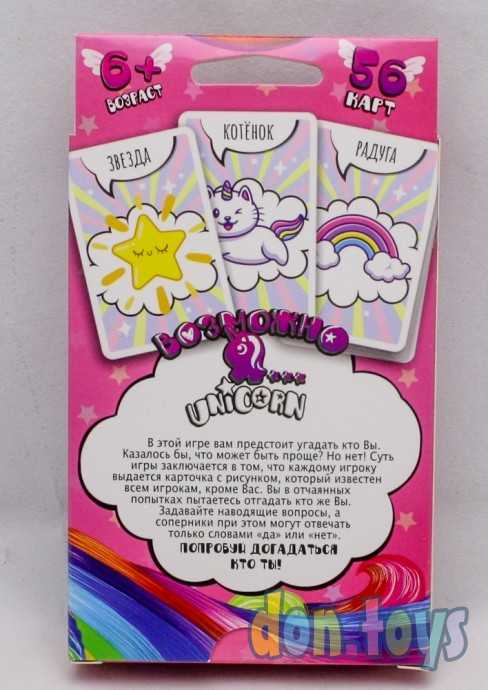 6+
ВОЗРАСТ
56
КАРТ
ЗВЕЗДА
КОТЁНОК
РАДУГА
ВОЗМОЖНО
...
UNICORN
В этой игре вам предстоит угадать кто Вы.
Казалось бы, что может быть проще? Но нет! Суть
игры заключается в том, что каждому игроку
выдается карточка с рисунком, который известен
всем игрокам, кроме Вас. Вы в отчаянных
попытках пытаетесь отгадать кто же Вы.
Задавайте наводящие вопросы, а
соперники при этом могут отвечать
только словами «да» или «нет».
ПОПРОБУЙ ДОГАДАТЬСЯ
КТО ТЫ!
don.toys